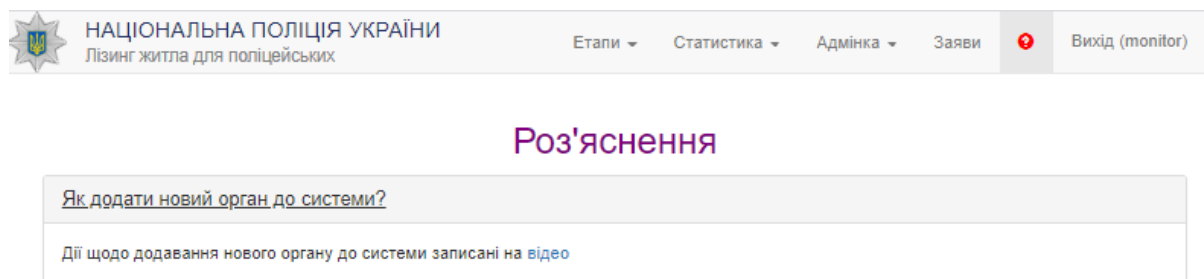 НАЦІОНАЛЬНА ПОЛІЦІЯ УКРАЇНИ
Лізинг житла для поліцейських
Етапи Статистика Адмінка Заяви Вихід (monitor)
Роз'яснення
Як додати новий орган до системи?
Дії щодо додавання нового органу до системи записані на відео